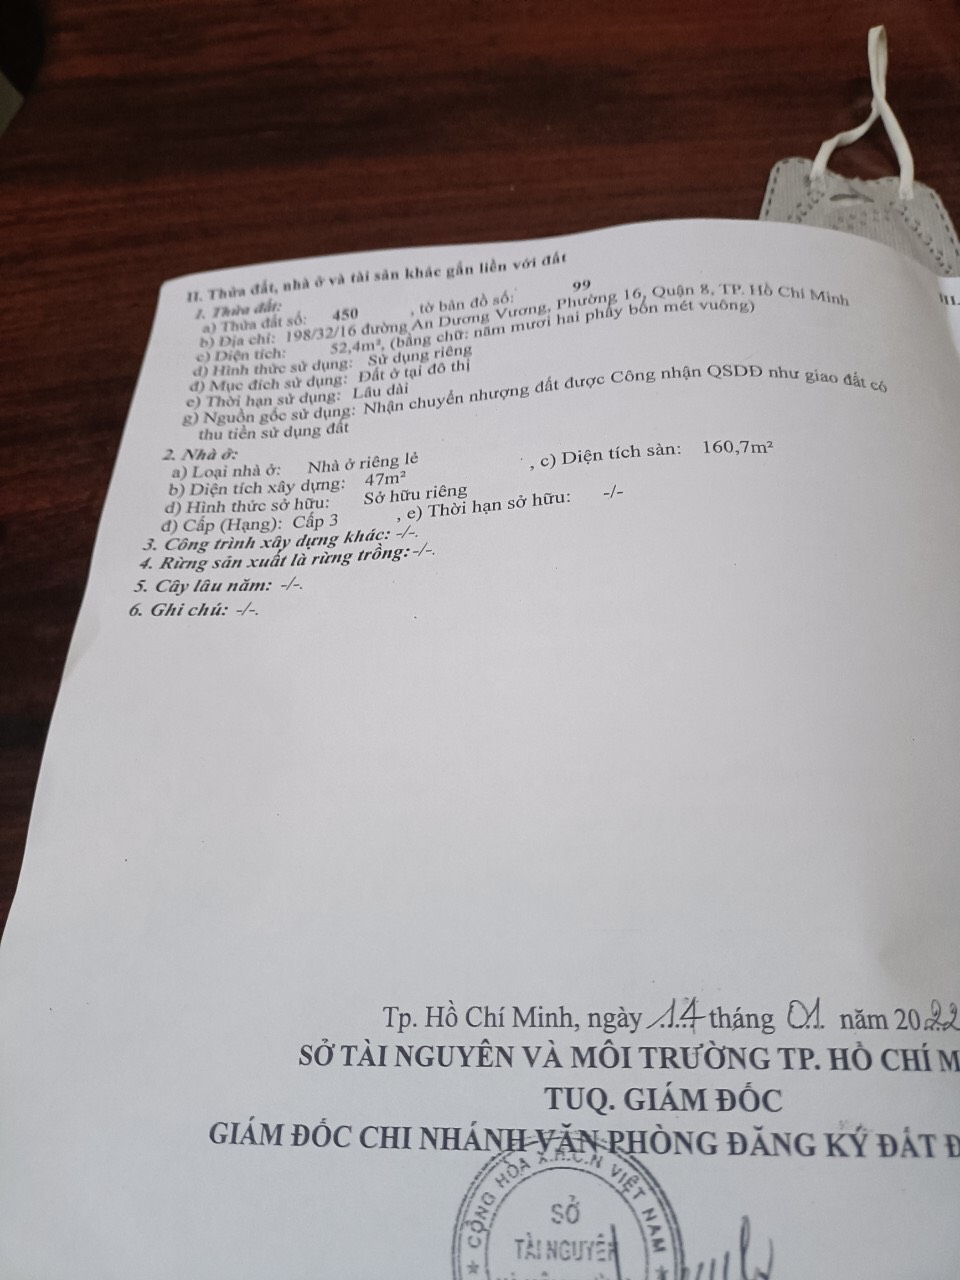 II. Thửa đất, nhà ở và tài sản khác gắn liền với đất
1. Thửa đất:
a) Thửa đất số: 450 , tờ bản đồ số: 99
b) Địa chỉ: 198/32/16 đường An Dương Vương, Phường 16, Quận 8, TP. Hồ Chí Minh
c) Diện tích: 52,4m², (bằng chữ: năm mươi hai phẩy bốn mét vuông)
d) Hình thức sử dụng: Sử dụng riêng
đ) Mục đích sử dụng: Đất ở tại đô thị
e) Thời hạn sử dụng: Lâu dài
g) Nguồn gốc sử dụng: Nhận chuyển nhượng đất được Công nhận QSDĐ như giao đất có
thu tiền sử dụng đất
2. Nhà ở:
a) Loại nhà ở: Nhà ở riêng lẻ
b) Diện tích xây dựng: 47m² , c) Diện tích sàn: 160,7m²
d) Hình thức sở hữu: Sở hữu riêng
đ) Cấp (Hạng): Cấp 3 , e) Thời hạn sở hữu: -/-
3. Công trình xây dựng khác: -/-.
4. Rừng sản xuất là rừng trồng: -/-.
5. Cây lâu năm: -/-.
6. Ghi chú: -/-.
III.
Tp. Hồ Chí Minh, ngày 14 tháng 01 năm 2022
SỞ TÀI NGUYÊN VÀ MÔI TRƯỜNG TP. HỒ CHÍ M
TUQ. GIÁM ĐỐC
GIÁM ĐỐC CHI NHÁNH VĂN PHÒNG ĐĂNG KÝ ĐẤT Đ
CỘNG HÒA X.H.C.N VIỆT NAM
SỞ
TÀI NGUYÊN